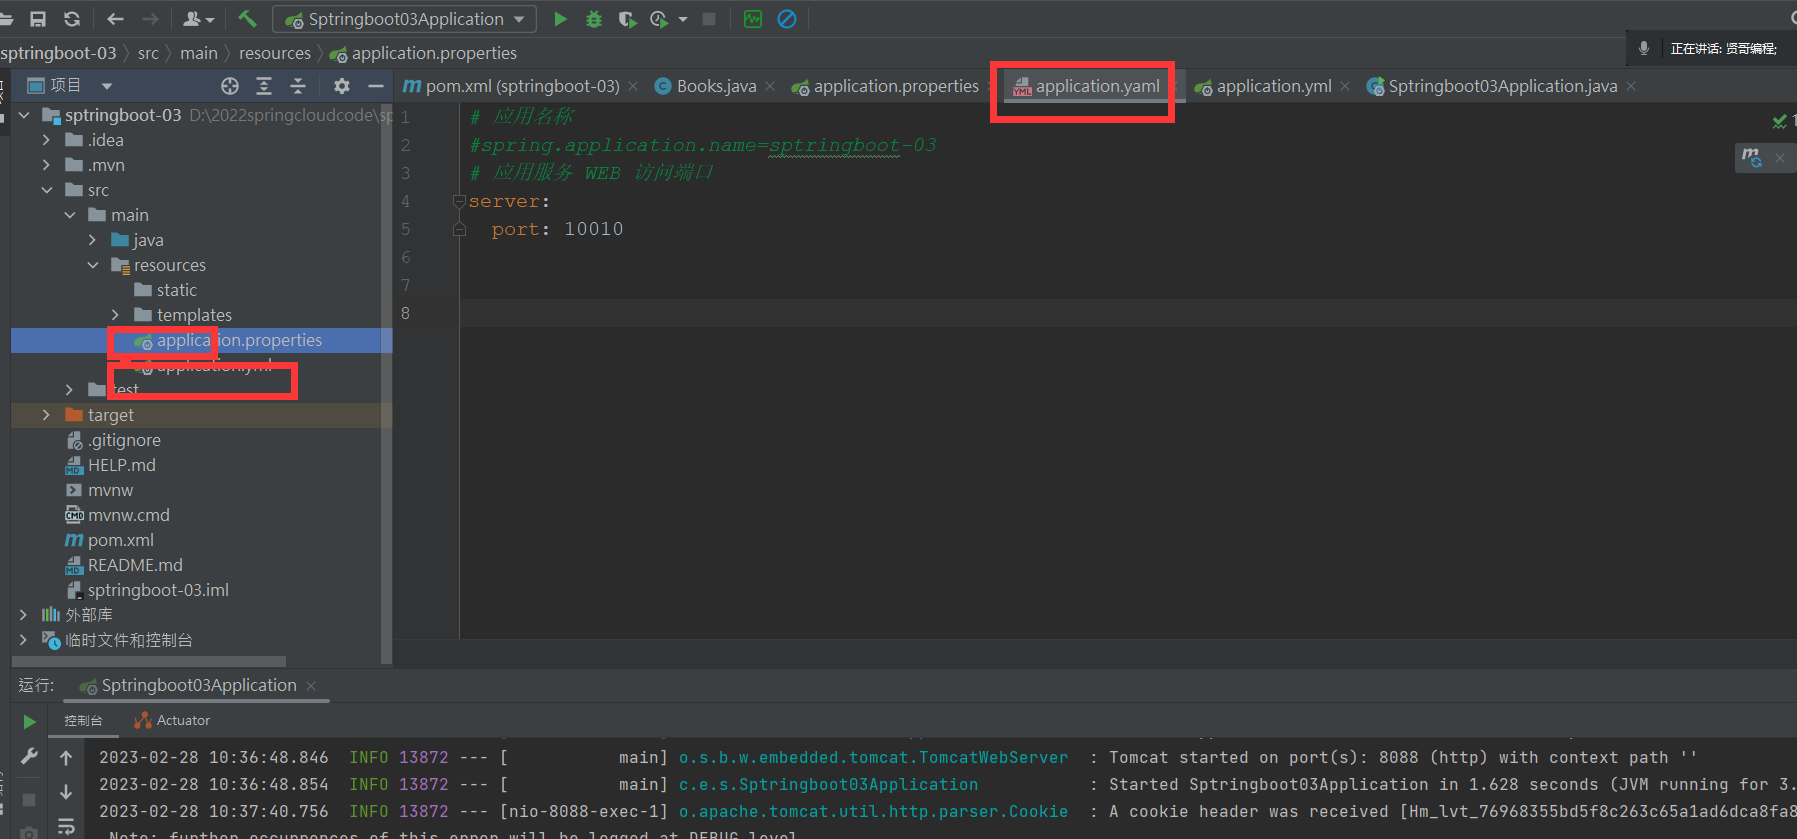 Sptringboot03Application
sptringboot-03 〉 src 〉 main 〉 resources 〉 application.properties
正在讲话: 贤哥编程;
项目
pom.xml (sptringboot-03) Books.java application.properties application.yaml application.yml Sptringboot03Application.java
sptringboot-03 D:\2022springcloudcode\sp
.idea
.mvn
src
main
java
resources
static
templates
application.properties
application.yml
test
target
.gitignore
HELP.md
mvnw
mvnw.cmd
pom.xml
README.md
sptringboot-03.iml
外部库
临时文件和控制台
1 # 应用名称
2 #spring.application.name=sptringboot-03
3 # 应用服务 WEB 访问端口
4 server:
5 port: 10010
6
7
8
运行: Sptringboot03Application
控制台 Actuator
2023-02-28 10:36:48.846 INFO 13872 --- [ main] o.s.b.w.embedded.tomcat.TomcatWebServer : Tomcat started on port(s): 8088 (http) with context path ''
2023-02-28 10:36:48.854 INFO 13872 --- [ main] c.e.s.Sptringboot03Application : Started Sptringboot03Application in 1.628 seconds (JVM running for 3.
2023-02-28 10:37:40.756 INFO 13872 --- [nio-8088-exec-1] o.apache.tomcat.util.http.parser.Cookie : A cookie header was received [Hm_lvt_76968355bd5f8c263c65a1ad6dca8fa8
Note: further occurrences of this error will be logged at DEBUG level